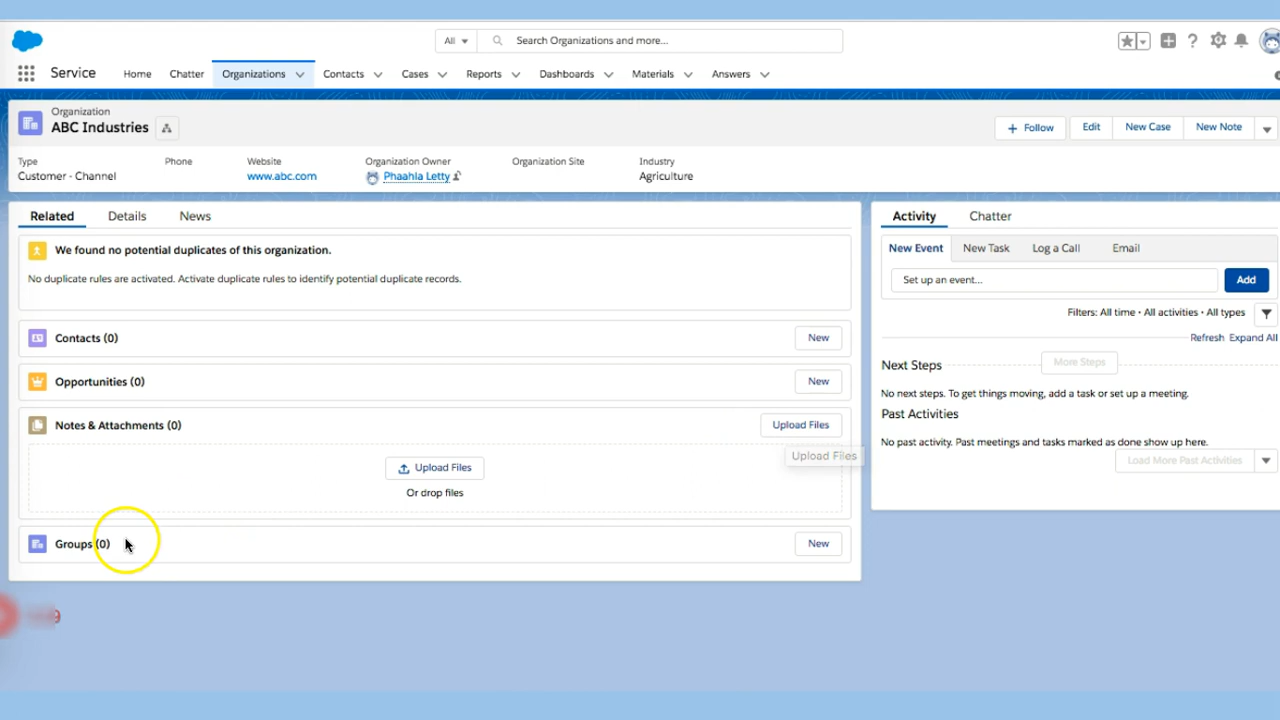 All
Search Organizations and more...
Service
Home
Chatter
Organizations
Contacts
Cases
Reports
Dashboards
Materials
Answers
Organization
ABC Industries
+ Follow
Edit
New Case
New Note
Type
Customer - Channel
Phone
Website
www.abc.com
Organization Owner
Phaahla Letty
Organization Site
Industry
Agriculture
Related
Details
News
We found no potential duplicates of this organization.
No duplicate rules are activated. Activate duplicate rules to identify potential duplicate records.
Contacts (0)
New
Opportunities (0)
New
Notes & Attachments (0)
Upload Files
Upload Files
Upload Files
Or drop files
Groups (0)
New
Activity
Chatter
New Event
New Task
Log a Call
Email
Set up an event...
Add
Filters: All time • All activities • All types
Refresh
Expand All
Next Steps
More Steps
No next steps. To get things moving, add a task or set up a meeting.
Past Activities
No past activity. Past meetings and tasks marked as done show up here.
Load More Past Activities